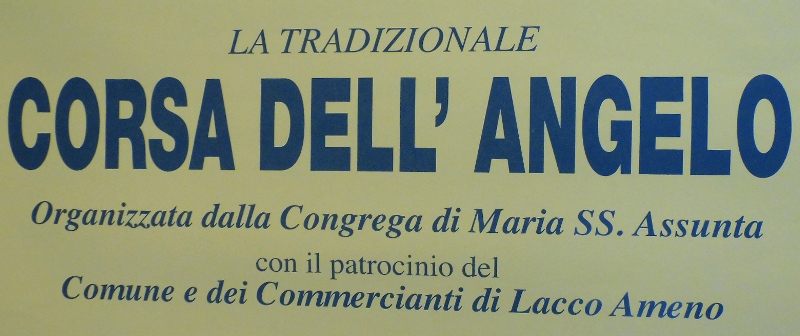 LA TRADIZIONALE
CORSA DELL' ANGELO
Organizzata dalla Congrega di Maria SS. Assunta
con il patrocinio del
Comune e dei Commercianti di Lacco Ameno